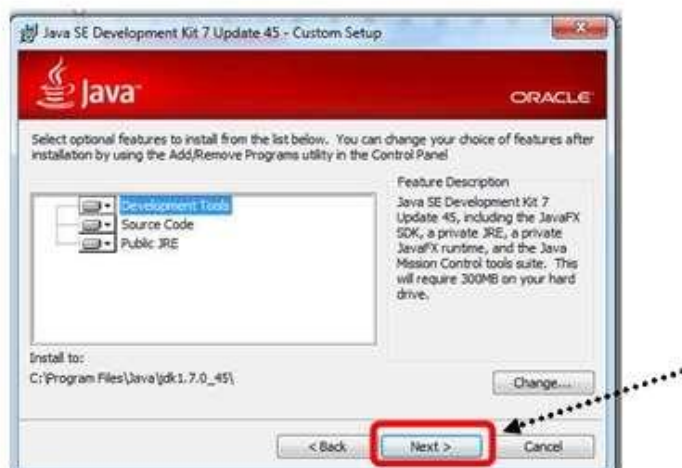 Java SE Development Kit 7 Update 45 - Custom Setup
Java
ORACLE
Select optional features to install from the list below. You can change your choice of features after
installation by using the Add/Remove Programs utility in the Control Panel
Development Tools
Source Code
Public JRE
Feature Description
Java SE Development Kit 7
Update 45, including the JavaFX
SDK, a private JRE, a private
JavaFX runtime, and the Java
Mission Control tools suite. This
will require 300MB on your hard
drive.
Install to:
C:\Program Files\Java\jdk1.7.0_45\
Change...
< Back
Next >
Cancel